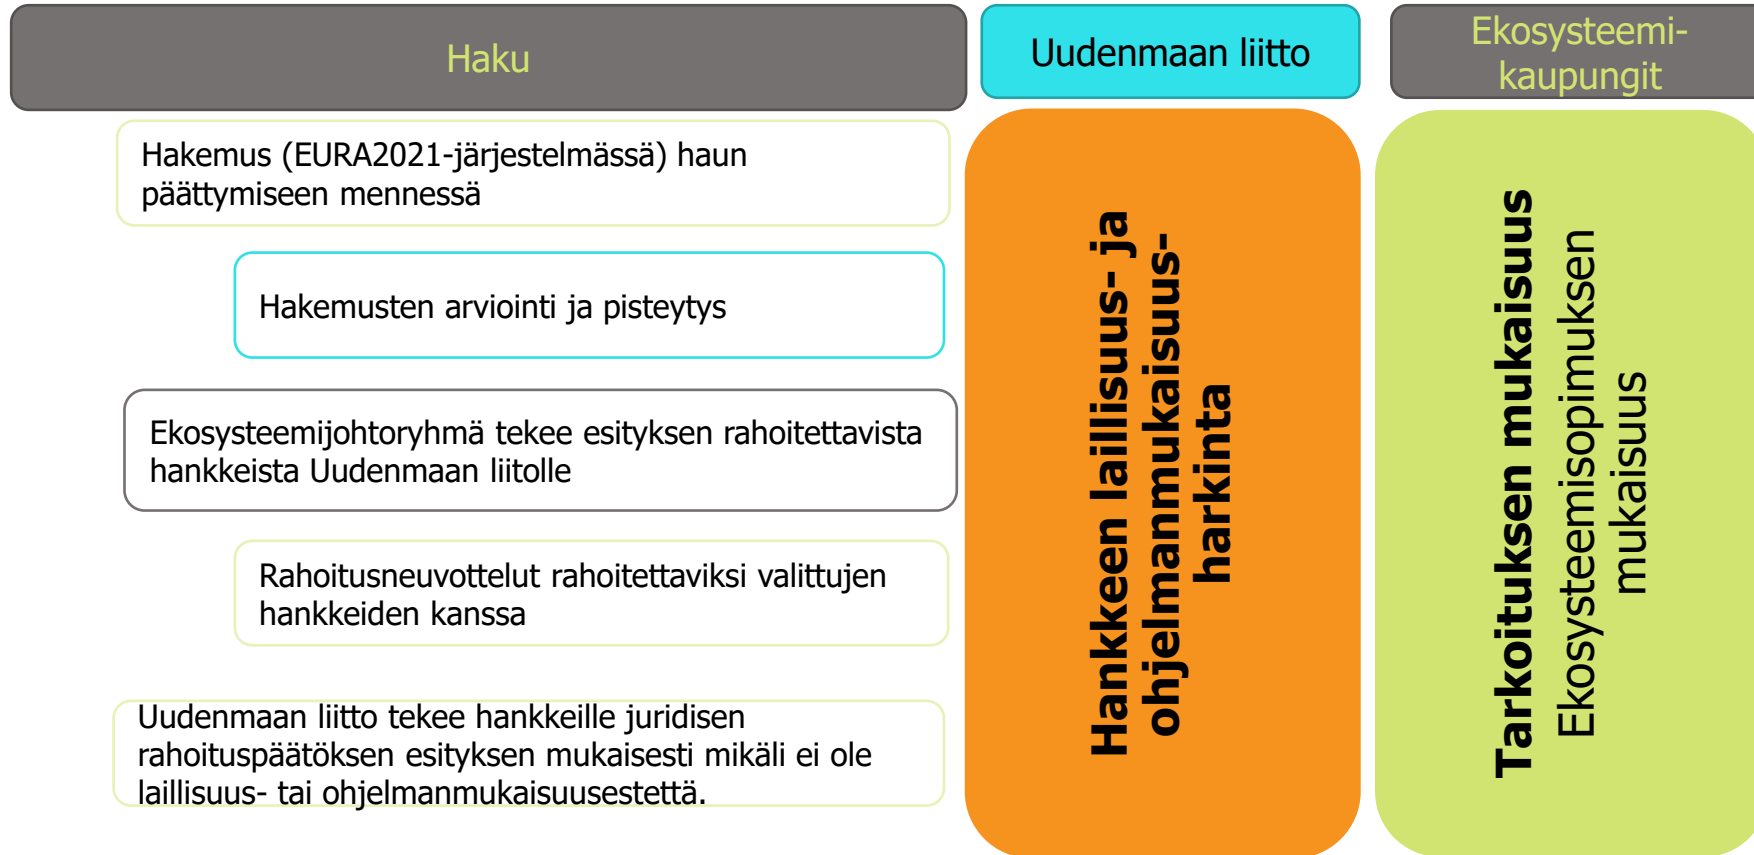 Haku
Uudenmaan liitto
Ekosysteemi-
kaupungit
Hakemus (EURA2021-järjestelmässä) haun
päättymiseen mennessä
Hakemusten arviointi ja pisteytys
Ekosysteemijohtoryhmä tekee esityksen rahoitettavista
hankkeista Uudenmaan liitolle
Rahoitusneuvottelut rahoitettaviksi valittujen
hankkeiden kanssa
Uudenmaan liitto tekee hankkeille juridisen
rahoituspäätöksen esityksen mukaisesti mikäli ei ole
laillisuus- tai ohjelmanmukaisuusestettä.
Hankkeen laillisuus- ja
ohjelmanmukaisuus-
harkinta
Tarkoituksen mukaisuus
Ekosysteemisopimuksen
mukaisuus